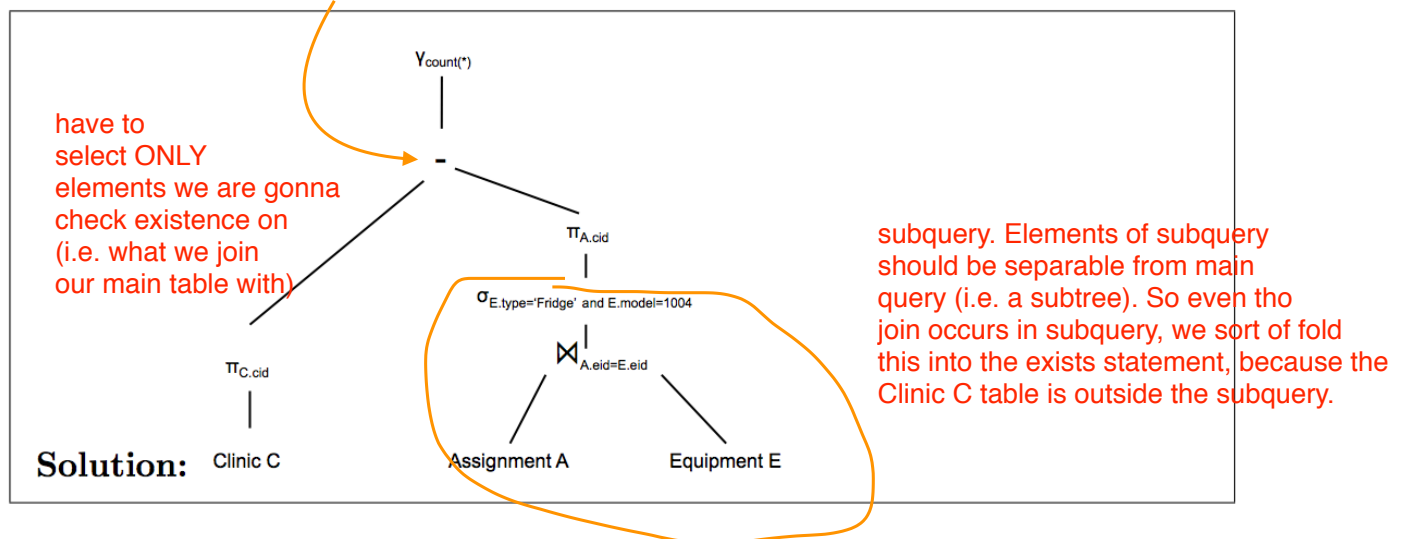 γcount(*)
have to
select ONLY
elements we are gonna
check existence on
(i.e. what we join
our main table with)
-
πA.cid
subquery. Elements of subquery
should be separable from main
query (i.e. a subtree). So even tho
join occurs in subquery, we sort of fold
this into the exists statement, because the
Clinic C table is outside the subquery.
σE.type='Fridge' and E.model=1004
⋈A.eid=E.eid
πC.cid
Solution: Clinic C Assignment A Equipment E